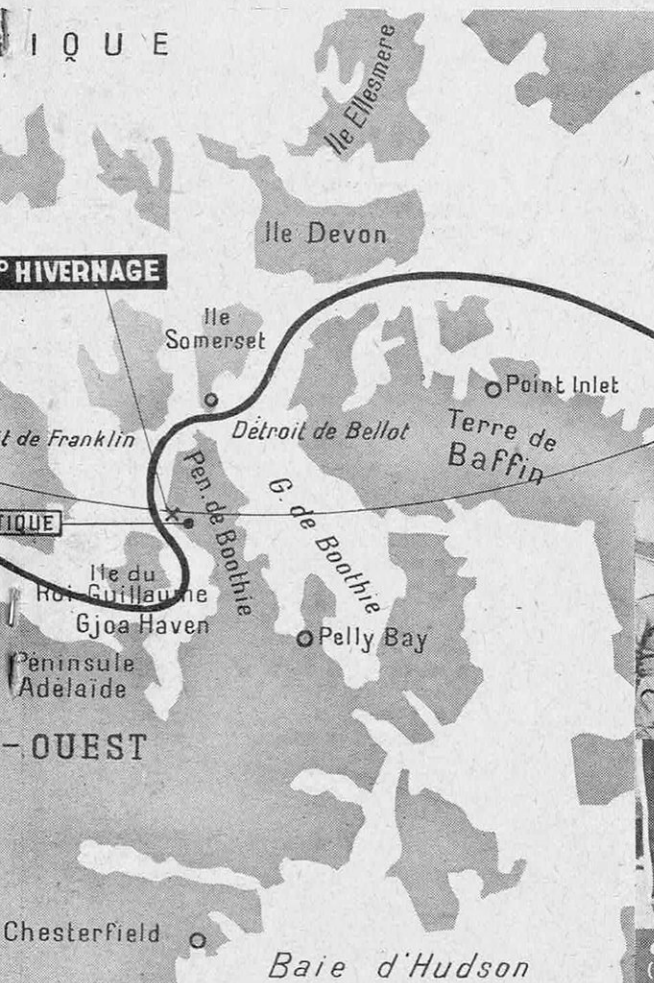 IQUE
Ile Ellesmere
Ile Devon
º HIVERNAGE
Ile
Somerset
Point Inlet
t de Franklin
Détroit de Bellot
Terre de
Baffin
Pén. de Boothie
G. de Boothie
TIQUE
Ile du
Roi-Guillaume
Gjoa Haven
Pelly Bay
Péninsule
Adélaïde
-OUEST
Chesterfield
Baie d'Hudson